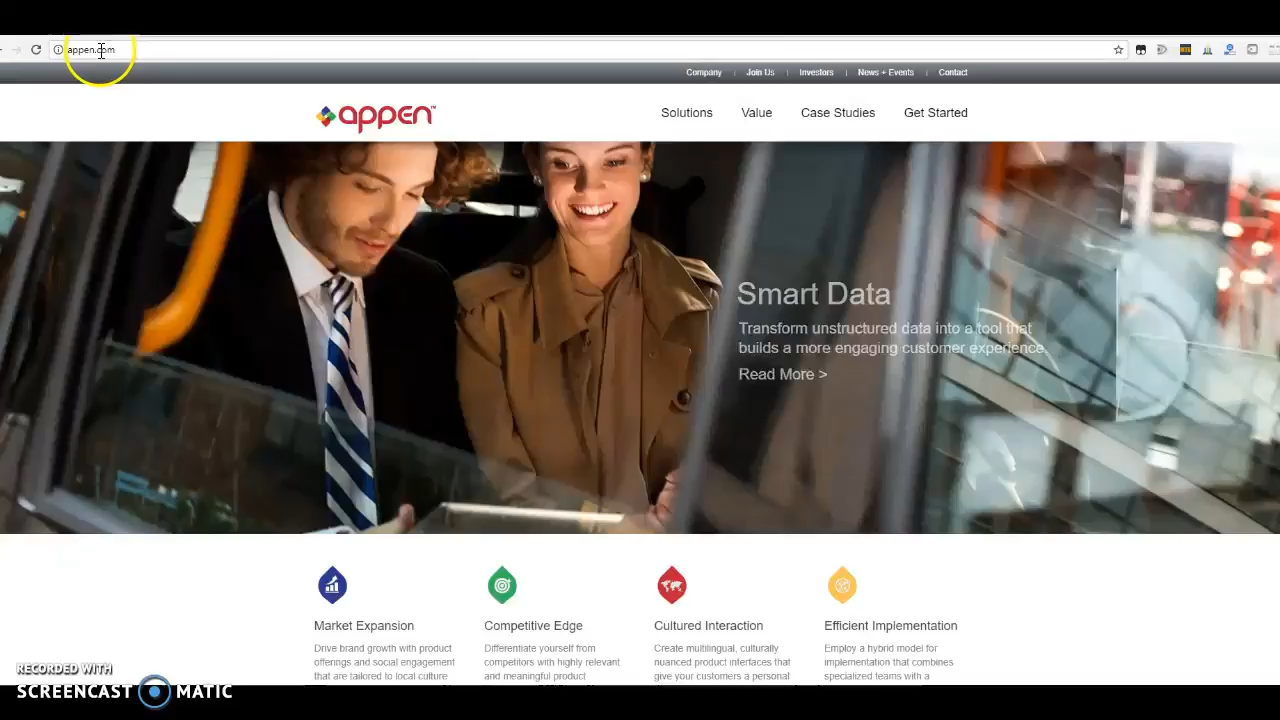 appen.com
Company | Join Us | Investors | News + Events | Contact
appen™
Solutions Value Case Studies Get Started
Smart Data
Transform unstructured data into a tool that
builds a more engaging customer experience.
Read More >
Market Expansion
Drive brand growth with product
offerings and social engagement
that are tailored to local culture
Competitive Edge
Differentiate yourself from
competitors with highly relevant
and meaningful product
Cultured Interaction
Create multilingual, culturally
nuanced product interfaces that
give your customers a personal
Efficient Implementation
Employ a hybrid model for
implementation that combines
specialized teams with a
RECORDED WITH
SCREENCAST MATIC